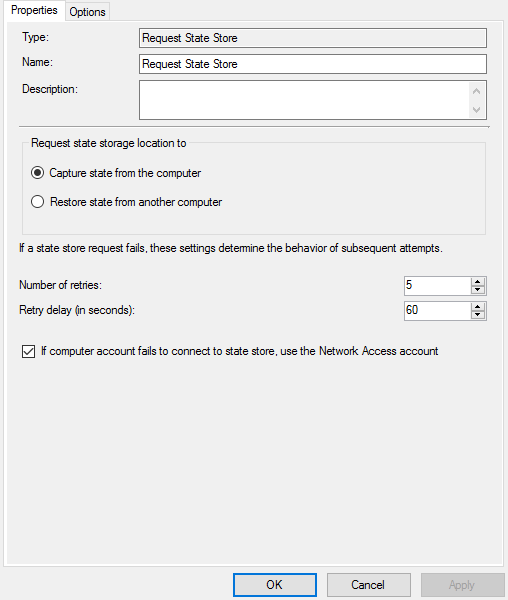 Properties
Options
Type:
Request State Store
Name:
Request State Store
Description:
Request state storage location to
Capture state from the computer
Restore state from another computer
If a state store request fails, these settings determine the behavior of subsequent attempts.
Number of retries:
5
Retry delay (in seconds):
60
If computer account fails to connect to state store, use the Network Access account
OK
Cancel
Apply